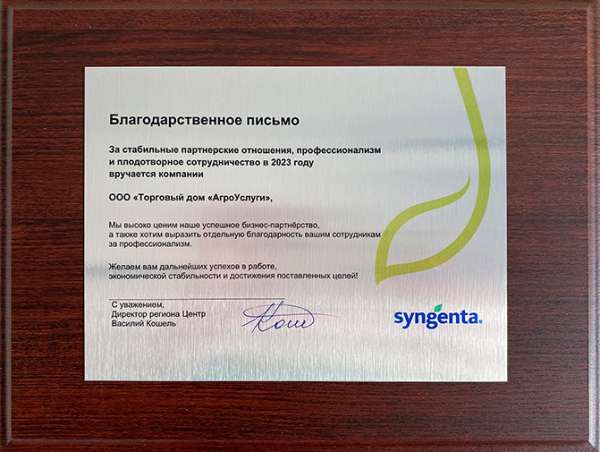 Благодарственное письмо
За стабильные партнерские отношения, профессионализм
и плодотворное сотрудничество в 2023 году
вручается компании
ООО «Торговый дом «АгроУслуги»,
Мы высоко ценим наше успешное бизнес-партнёрство,
а также хотим выразить отдельную благодарность вашим сотрудникам
за профессионализм.
Желаем вам дальнейших успехов в работе,
экономической стабильности и достижения поставленных целей!
С уважением,
Директор региона Центр
Василий Кошель
syngenta.